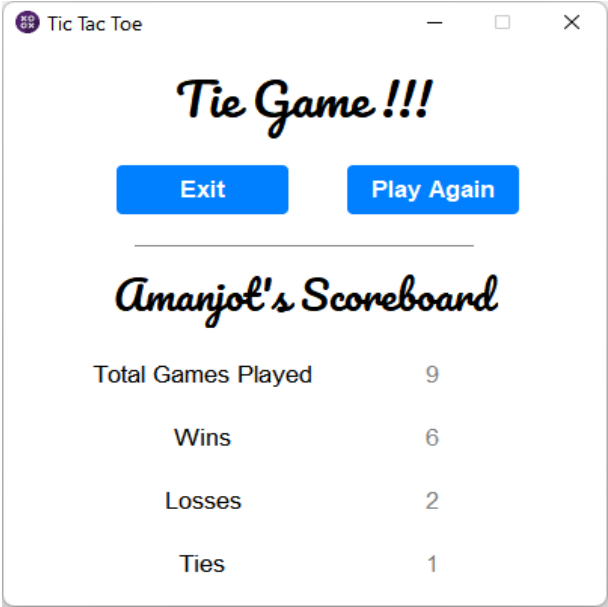 Tic Tac Toe
Tie Game !!!
Exit Play Again
Amanjot's Scoreboard
Total Games Played 9
Wins 6
Losses 2
Ties 1